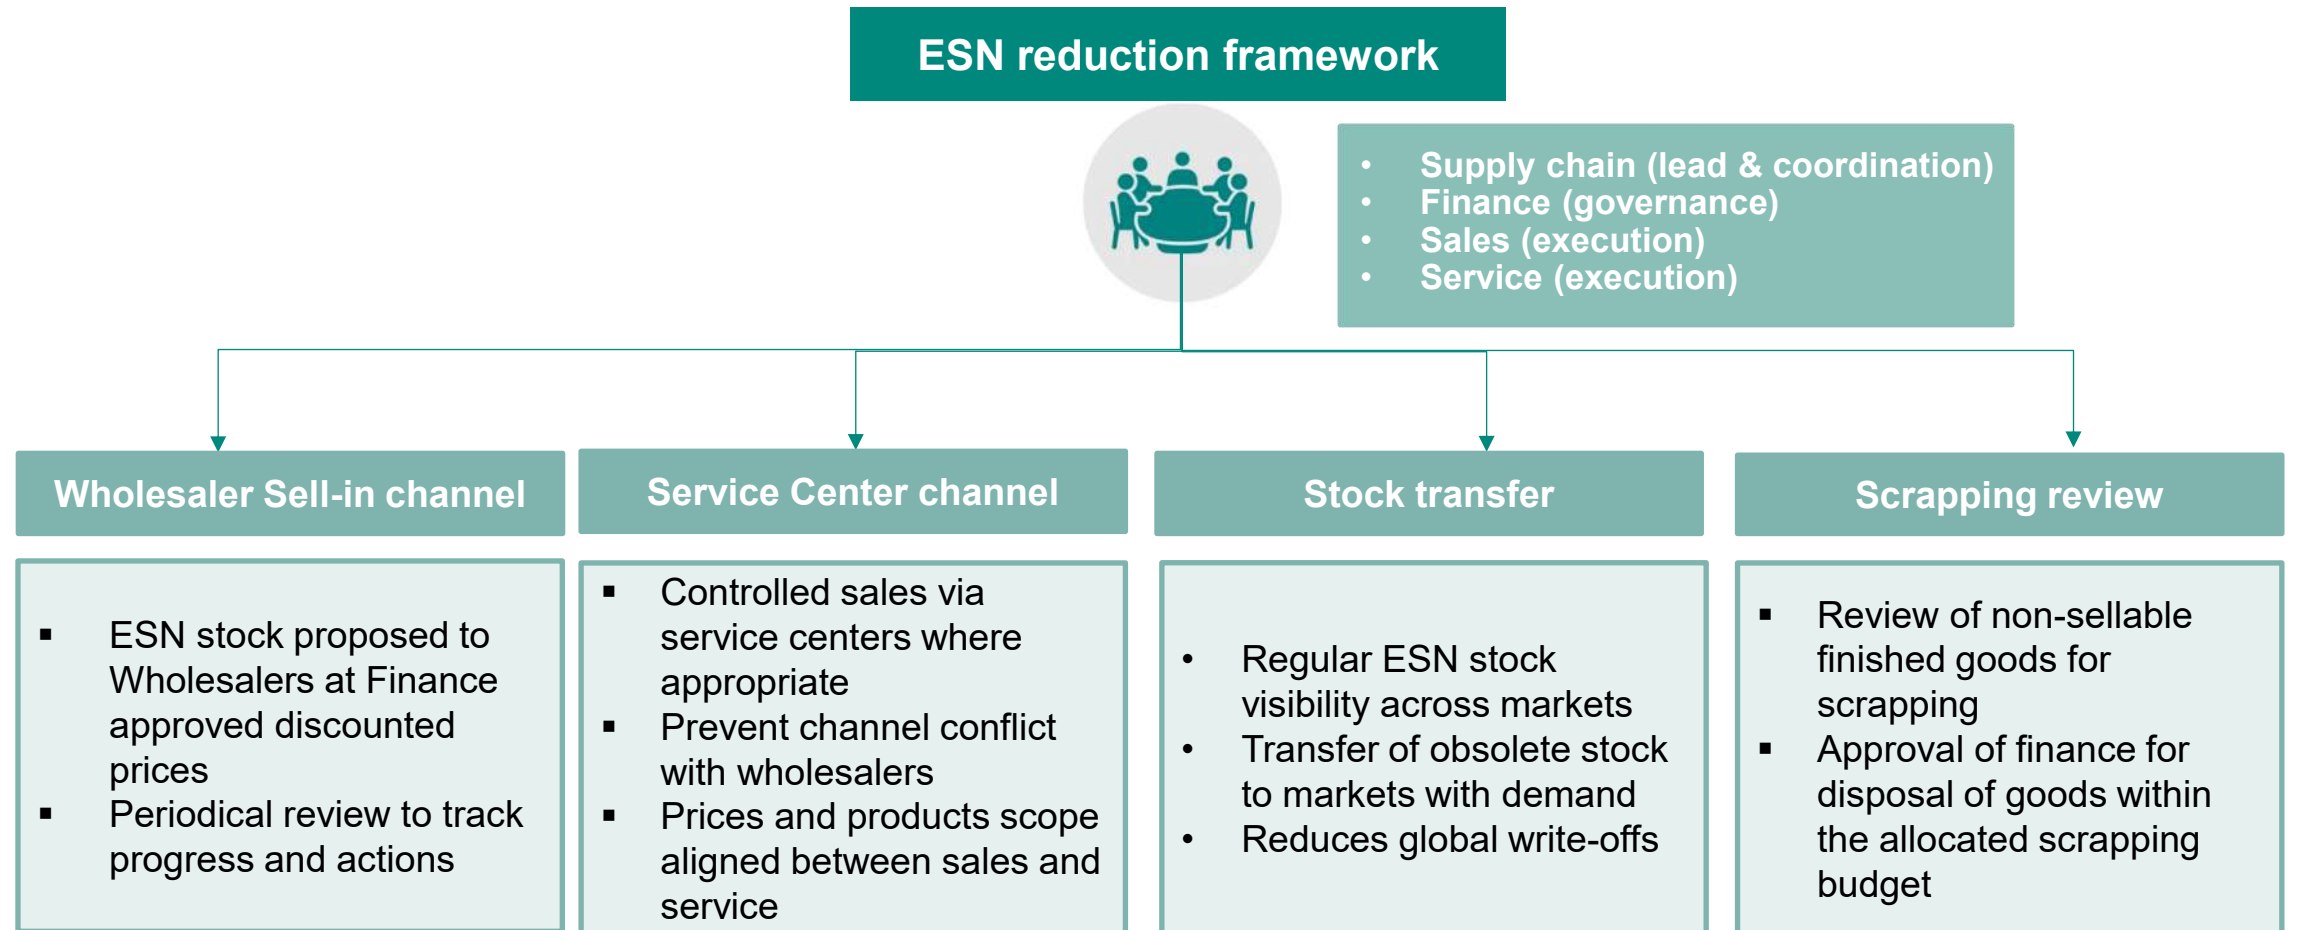 ESN reduction framework
• Supply chain (lead & coordination)
• Finance (governance)
• Sales (execution)
• Service (execution)
Wholesaler Sell-in channel
▪ ESN stock proposed to
Wholesalers at Finance
approved discounted
prices
▪ Periodical review to track
progress and actions
Service Center channel
▪ Controlled sales via
service centers where
appropriate
▪ Prevent channel conflict
with wholesalers
▪ Prices and products scope
aligned between sales and
service
Stock transfer
• Regular ESN stock
visibility across markets
• Transfer of obsolete stock
to markets with demand
• Reduces global write-offs
Scrapping review
▪ Review of non-sellable
finished goods for
scrapping
▪ Approval of finance for
disposal of goods within
the allocated scrapping
budget